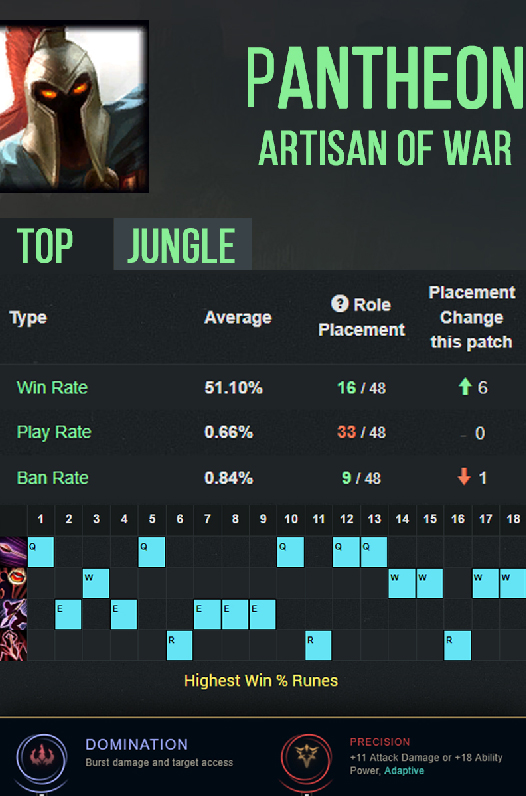 PANTHEON
ARTISAN OF WAR
TOP JUNGLE
Type Average ? Role Placement Placement Change this patch
Win Rate 51.10% 16 / 48 6
Play Rate 0.66% 33 / 48 - 0
Ban Rate 0.84% 9 / 48 1
1 2 3 4 5 6 7 8 9 10 11 12 13 14 15 16 17 18
Q Q Q Q Q
W W W W W
E E E E E
R R R
Highest Win % Runes
DOMINATION
Burst damage and target access
PRECISION
+11 Attack Damage or +18 Ability
Power, Adaptive